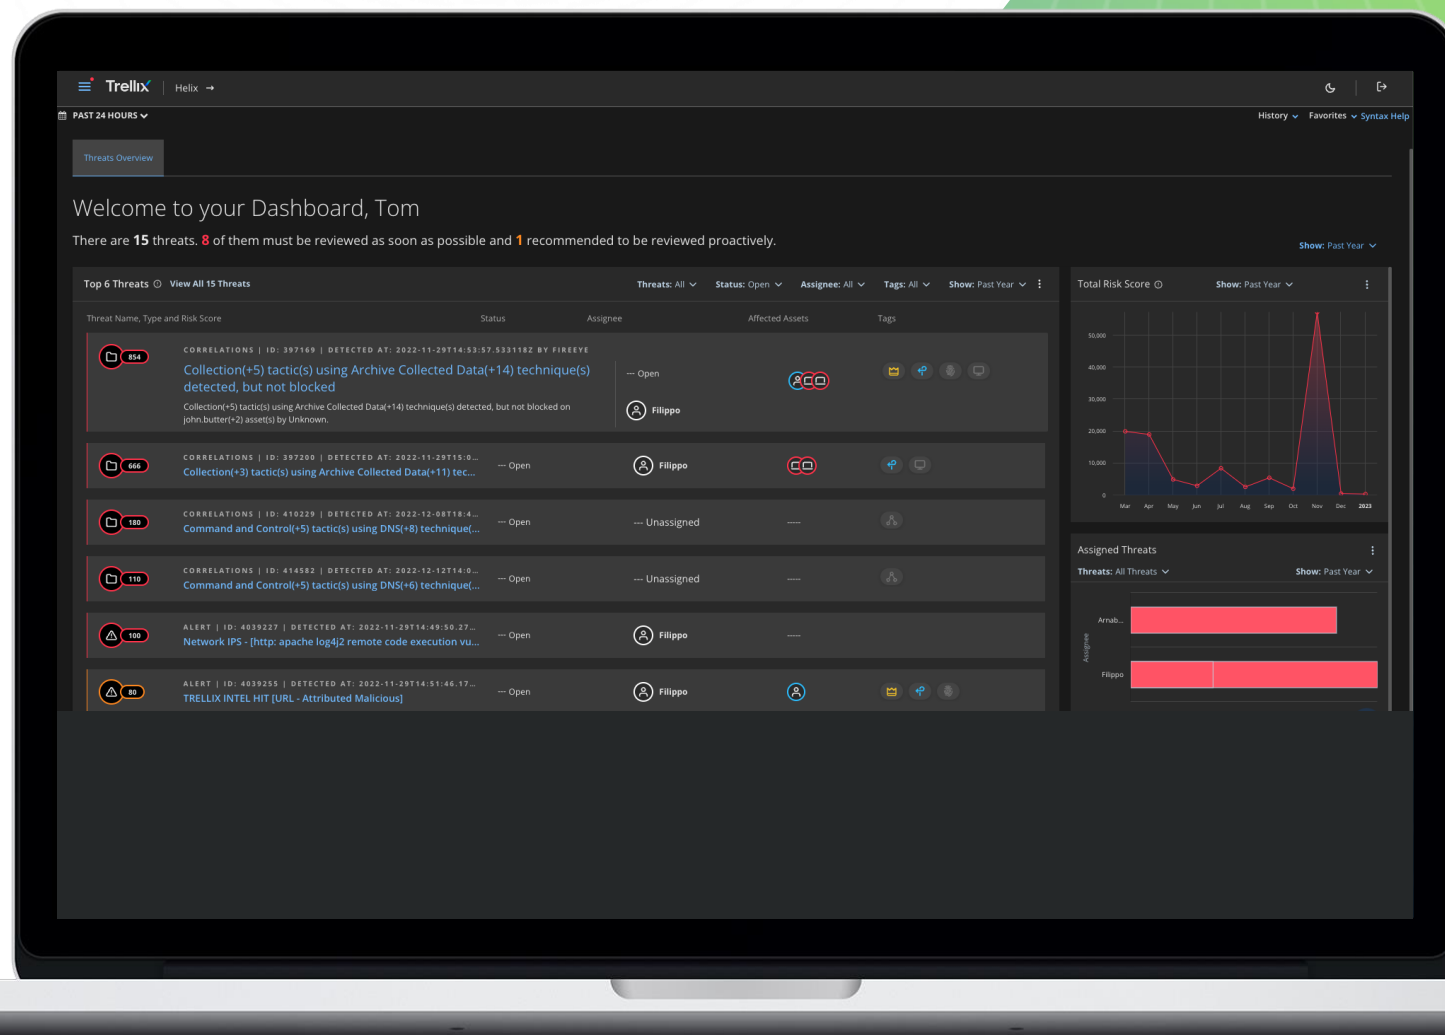 Trellix
Helix →
PAST 24 HOURS
History Favorites Syntax Help
Threats Overview
Welcome to your Dashboard, Tom
There are 15 threats. 8 of them must be reviewed as soon as possible and 1 recommended to be reviewed proactively.
Show: Past Year
Top 6 Threats View All 15 Threats
Threats: All Status: Open Assignee: All Tags: All Show: Past Year
Threat Name, Type and Risk Score Status Assignee Affected Assets Tags
854
CORRELATIONS | ID: 397169 | DETECTED AT: 2022-11-29T14:53:57.533118Z BY FIREEYE
Collection(+5) tactic(s) using Archive Collected Data(+14) technique(s)
detected, but not blocked
Collection(+5) tactic(s) using Archive Collected Data(+14) technique(s) detected, but not blocked on
john.butter(+2) asset(s) by Unknown.
--- Open
Filippo
666
CORRELATIONS | ID: 397200 | DETECTED AT: 2022-11-29T15:0...
Collection(+3) tactic(s) using Archive Collected Data(+11) tec...
--- Open
Filippo
180
CORRELATIONS | ID: 410229 | DETECTED AT: 2022-12-08T18:4...
Command and Control(+5) tactic(s) using DNS(+8) technique(...
--- Open
--- Unassigned
-----
110
CORRELATIONS | ID: 414582 | DETECTED AT: 2022-12-12T14:0...
Command and Control(+5) tactic(s) using DNS(+6) technique(...
--- Open
--- Unassigned
-----
100
ALERT | ID: 4039227 | DETECTED AT: 2022-11-29T14:49:50.27...
Network IPS - [http: apache log4j2 remote code execution vu...
--- Open
Filippo
-----
80
ALERT | ID: 4039255 | DETECTED AT: 2022-11-29T14:51:46.17...
TRELLIX INTEL HIT [URL - Attributed Malicious]
--- Open
Filippo
Total Risk Score Show: Past Year
50,000
40,000
30,000
20,000
10,000
0
Mar Apr May Jun Jul Aug Sep Oct Nov Dec 2023
Assigned Threats
Threats: All Threats Show: Past Year
Assignee
Arnab...
Filippo